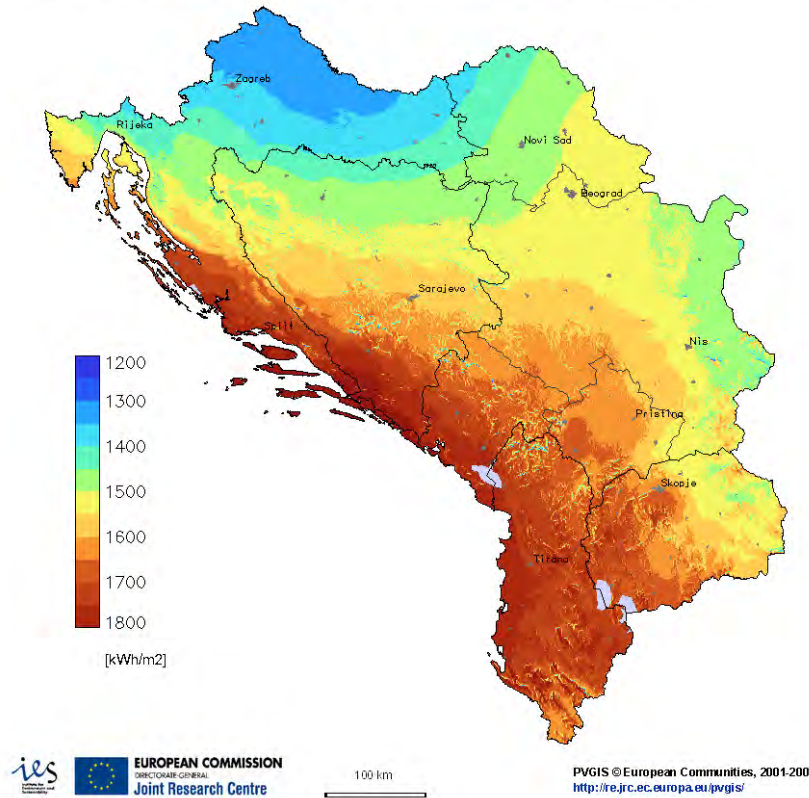 Zagreb
Rijeka
Novi Sad
Beograd
Sarajevo
Split
Nis
Pristina
Skopje
Tirana
1200
1300
1400
1500
1600
1700
1800
[kWh/m2]
ies
EUROPEAN COMMISSION
DIRECTORATE-GENERAL
Joint Research Centre
100 km
PVGIS © European Communities, 2001-200
http://re.jrc.ec.europa.eu/pvgis/